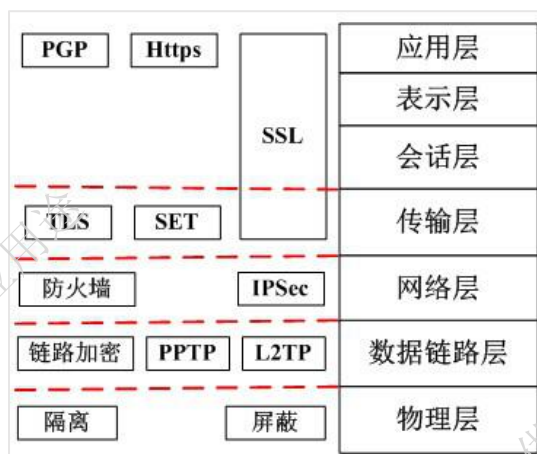 PGP Https 应用层
表示层
SSL
会话层
TLS SET 传输层
防火墙 IPSec 网络层
链路加密 PPTP L2TP 数据链路层
隔离 屏蔽 物理层
用途